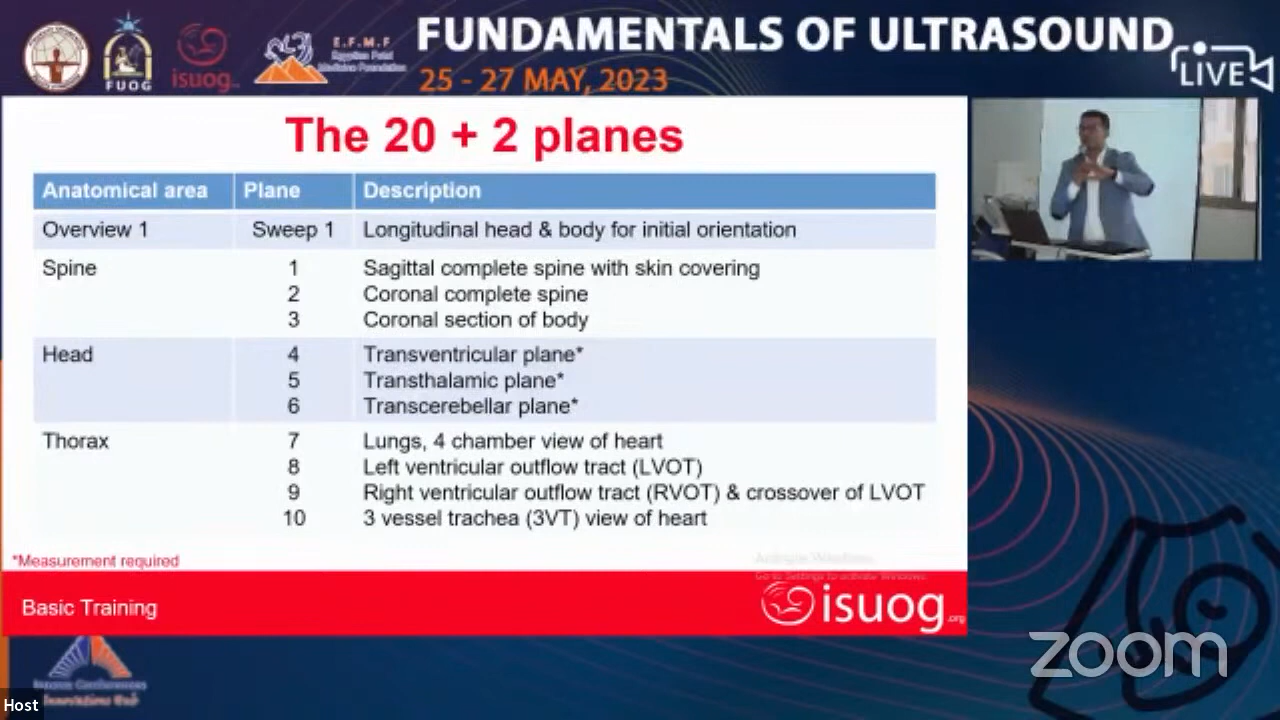 FUOG
isuog
E.F.M.F
Egyptian Fetal
Medicine Foundation
FUNDAMENTALS OF ULTRASOUND
25 - 27 MAY, 2023
LIVE
The 20 + 2 planes
Anatomical area Plane Description
Overview 1 Sweep 1 Longitudinal head & body for initial orientation
Spine 1 Sagittal complete spine with skin covering
2 Coronal complete spine
3 Coronal section of body
Head 4 Transventricular plane*
5 Transthalamic plane*
6 Transcerebellar plane*
Thorax 7 Lungs, 4 chamber view of heart
8 Left ventricular outflow tract (LVOT)
9 Right ventricular outflow tract (RVOT) & crossover of LVOT
10 3 vessel trachea (3VT) view of heart
*Measurement required
Activate Windows
Go to Settings to activate Windows.
Basic Training
isuog.org
zoom
Host